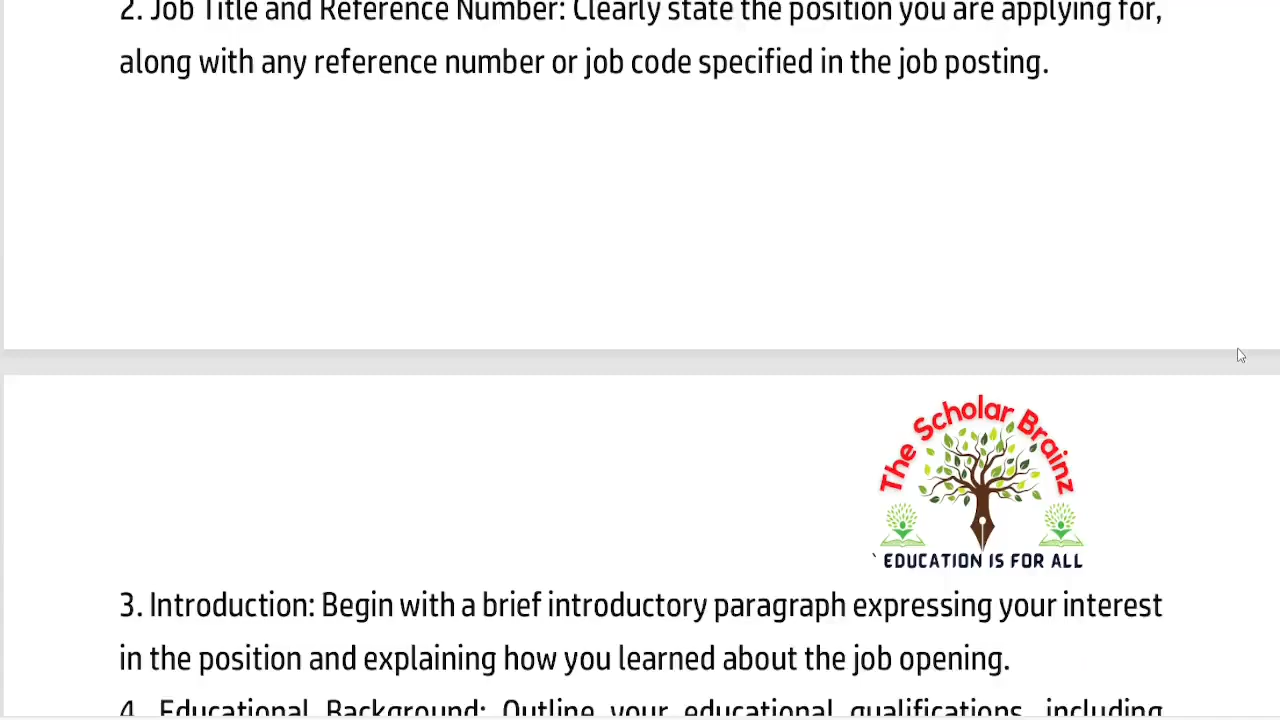 2. Job Title and Reference Number: Clearly state the position you are applying for,
along with any reference number or job code specified in the job posting.
The Scholar Brainz
` EDUCATION IS FOR ALL
3. Introduction: Begin with a brief introductory paragraph expressing your interest
in the position and explaining how you learned about the job opening.
4. Educational Background: Outline your educational qualifications, including